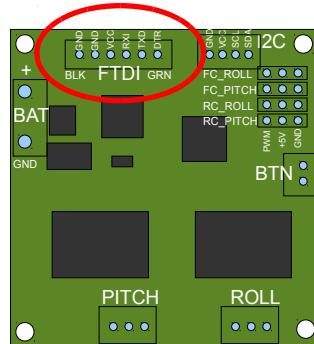 GND GND VCC RXI TXD DTR
BLK FTDI GRN
GND VCC SCL SDA I2C
+
BAT
GND
FC_ROLL
FC_PITCH
RC_ROLL
RC_PITCH
PWM +5V GND
BTN
PITCH
ROLL